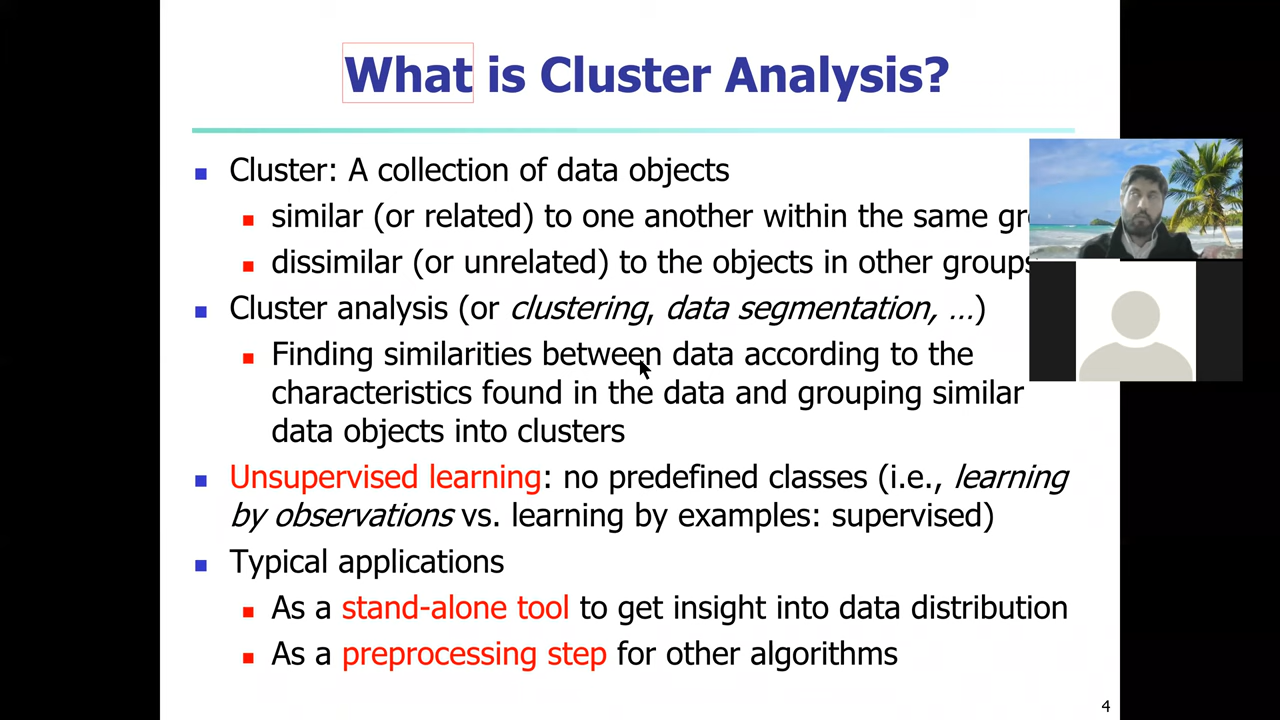 What is Cluster Analysis?
Cluster: A collection of data objects
similar (or related) to one another within the same
dissimilar (or unrelated) to the objects in other groups
Cluster analysis (or clustering, data segmentation, …)
Finding similarities between data according to the
characteristics found in the data and grouping similar
data objects into clusters
Unsupervised learning: no predefined classes (i.e., learning
by observations vs. learning by examples: supervised)
Typical applications
As a stand-alone tool to get insight into data distribution
As a preprocessing step for other algorithms
4